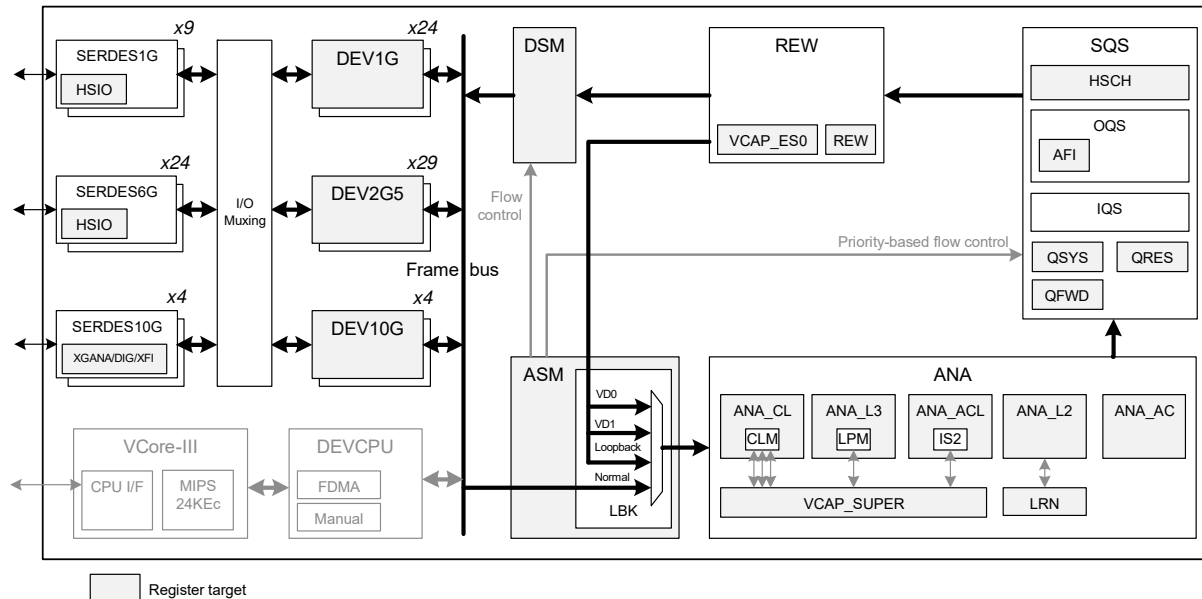 x9
SERDES1G
HSIO
x24
SERDES6G
HSIO
x4
SERDES10G
XGANA/DIG/XFI
I/O
Muxing
x24
DEV1G
x29
DEV2G5
x4
DEV10G
Frame bus
VCore-III
CPU I/F
MIPS
24KEc
DEVCPU
FDMA
Manual
DSM
Flow
control
Priority-based flow control
REW
VCAP_ES0
REW
SQS
HSCH
OQS
AFI
IQS
QSYS
QRES
QFWD
ASM
VD0
VD1
Loopback
Normal
LBK
ANA
ANA_CL
CLM
ANA_L3
LPM
ANA_ACL
IS2
ANA_L2
ANA_AC
VCAP_SUPER
LRN
Register target